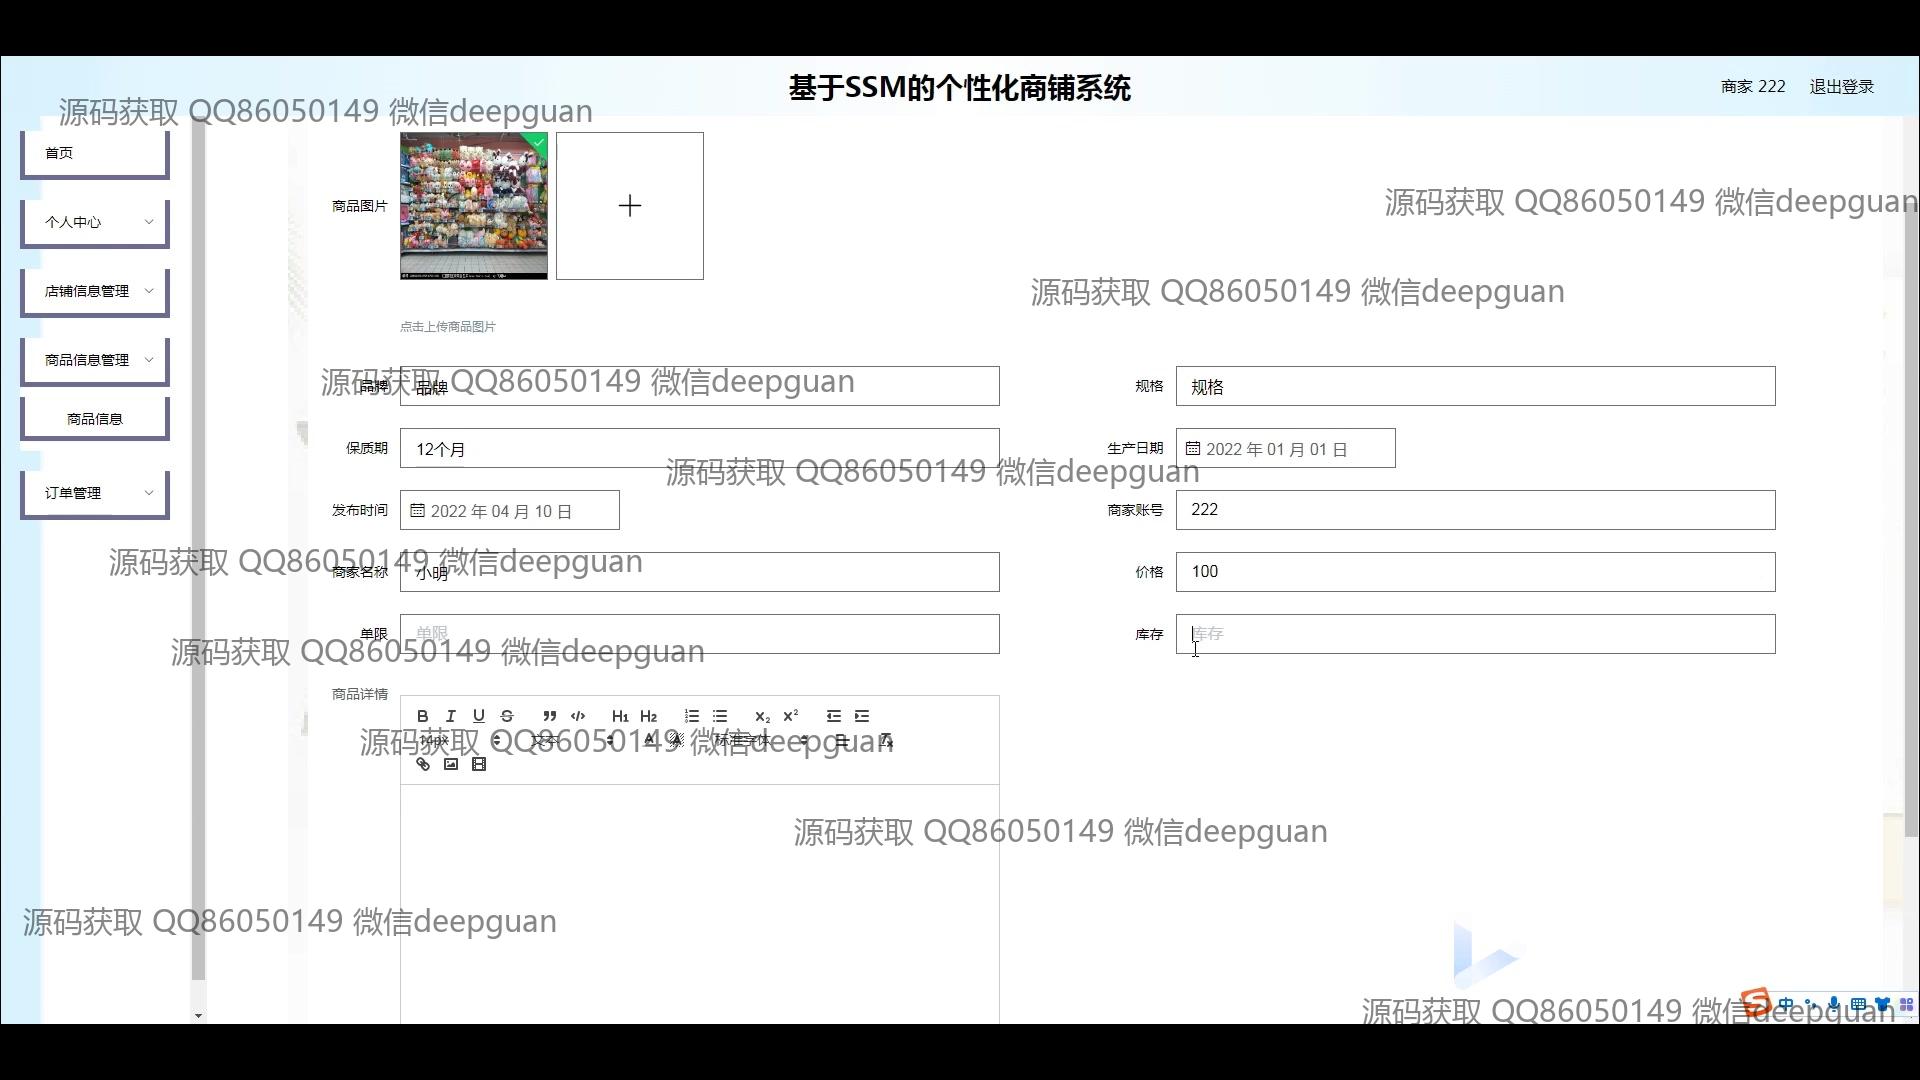 基于SSM的个性化商铺系统
商家 222
退出登录
源码获取 QQ86050149 微信deepguan
首页
个人中心
店铺信息管理
商品信息管理
商品信息
订单管理
商品图片
源码获取 QQ86050149 微信deepguan
源码获取 QQ86050149 微信deepguan
点击上传商品图片
源码获取 QQ86050149 微信deepguan
品牌 品牌
规格 规格
保质期 12个月
生产日期 2022 年 01 月 01 日
源码获取 QQ86050149 微信deepguan
发布时间 2022 年 04 月 10 日
商家账号 222
源码获取 QQ86050149 微信deepguan
商家名称 小明
价格 100
单限 单限
库存 库存
源码获取 QQ86050149 微信deepguan
商品详情
B I U S H1 H2 X2 X2
14px 文本 A A 标准字体
源码获取 QQ86050149 微信deepguan
源码获取 QQ86050149 微信deepguan
源码获取 QQ86050149 微信deepguan
源码获取 QQ86050149 微信deepguan
中